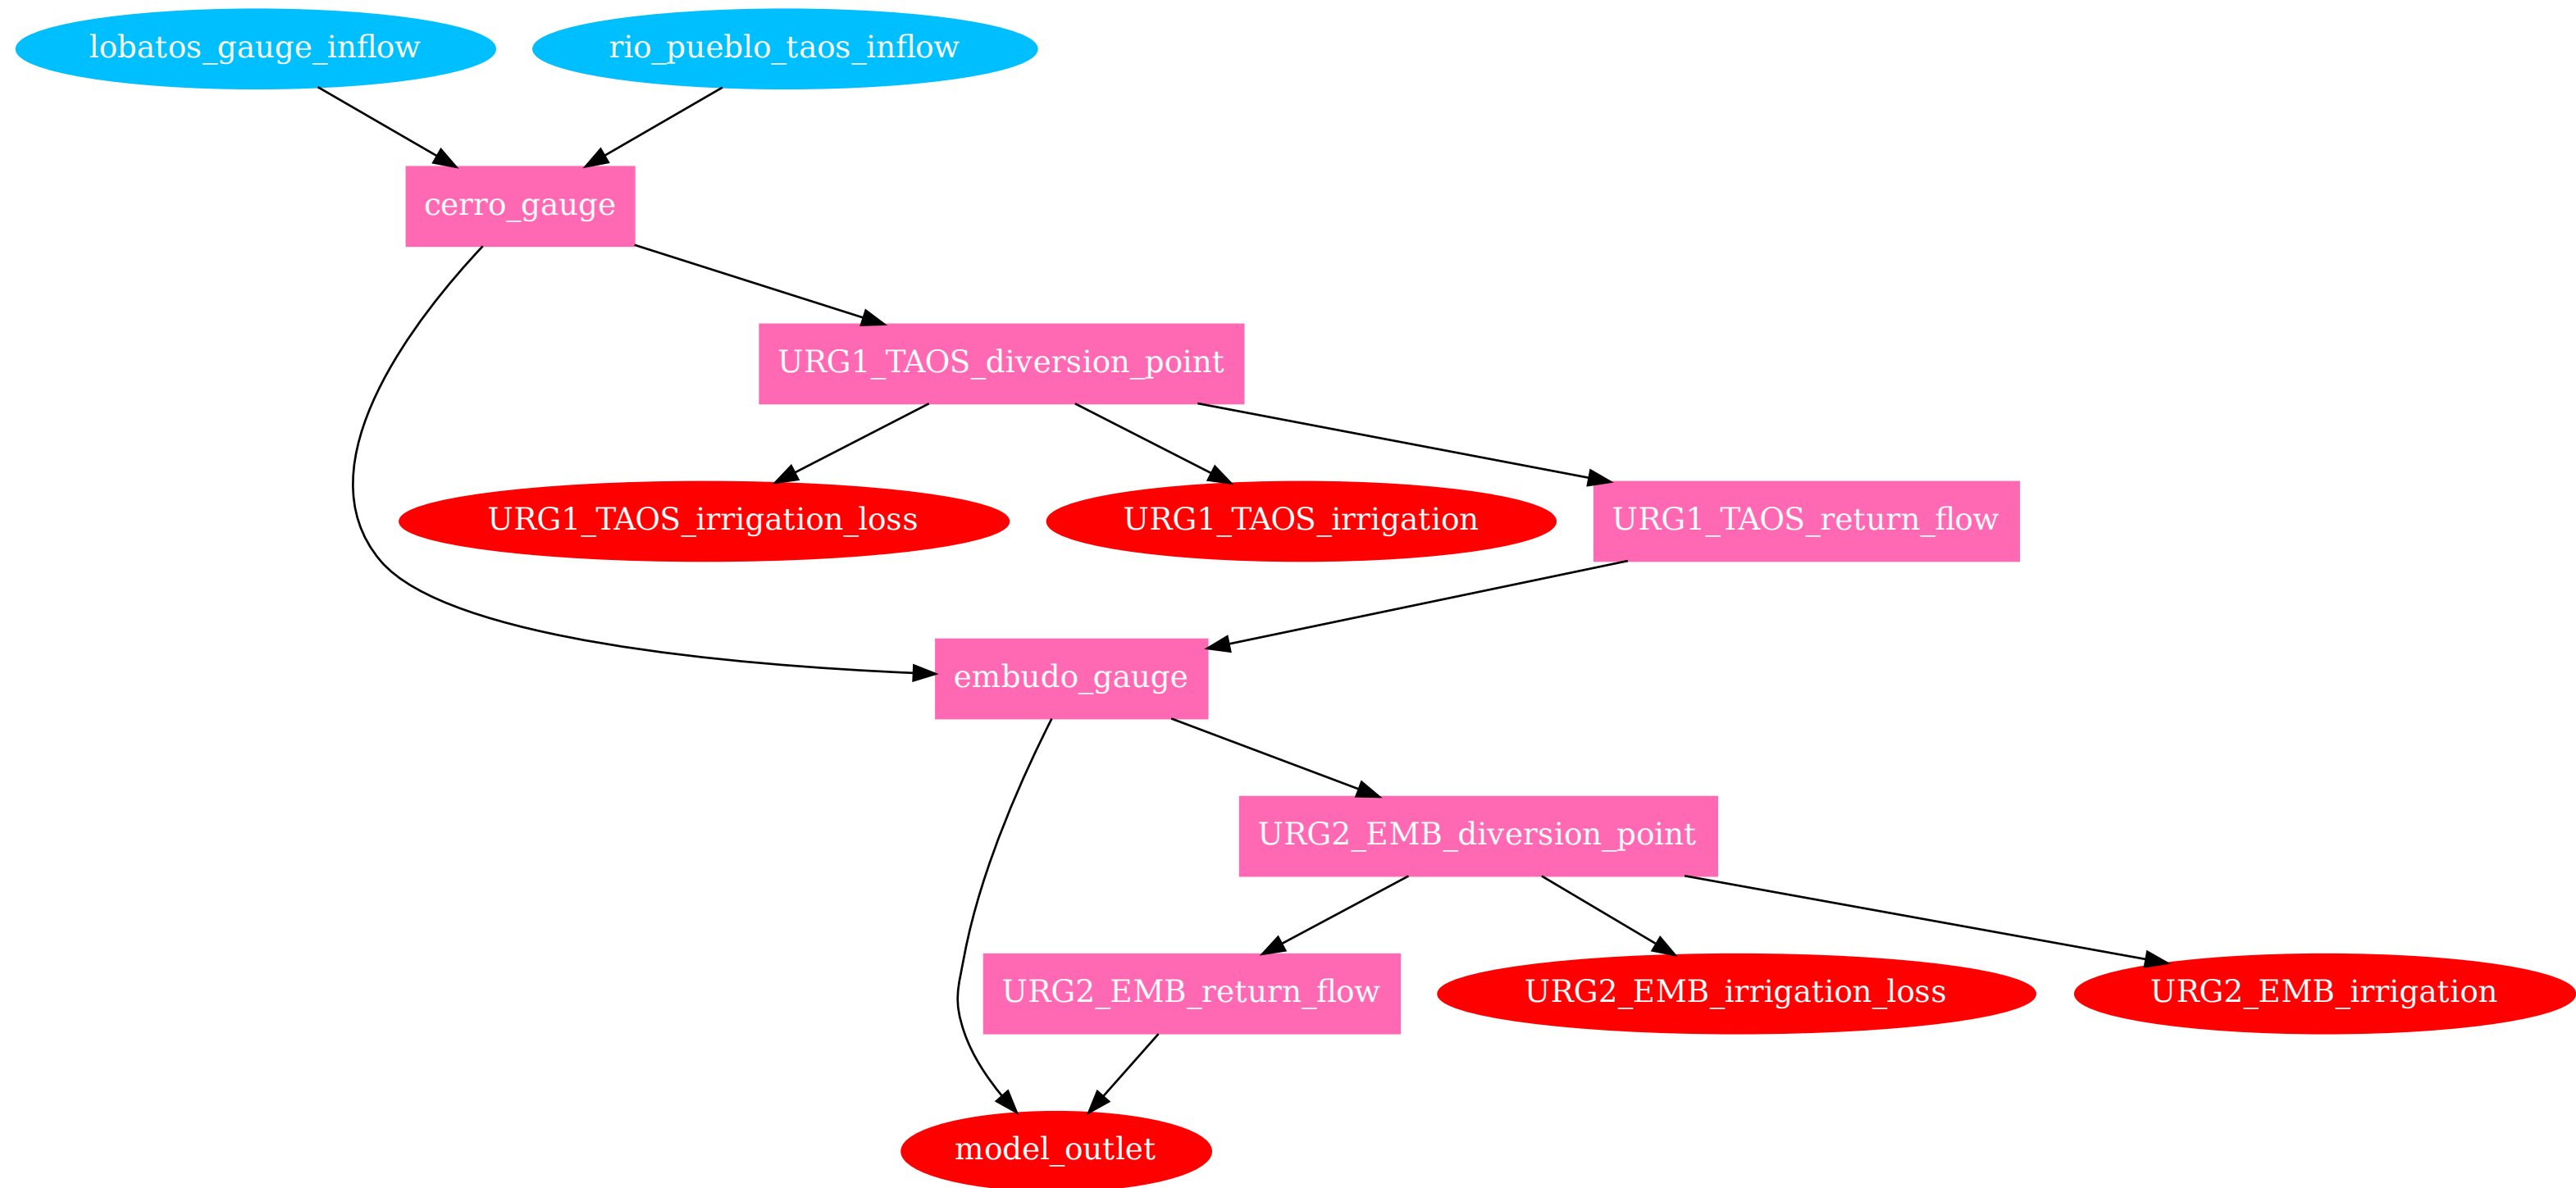 lobatos_gauge_inflow
rio_pueblo_taos_inflow
cerro_gauge
URG1_TAOS_diversion_point
URG1_TAOS_irrigation_loss
URG1_TAOS_irrigation
URG1_TAOS_return_flow
embudo_gauge
URG2_EMB_diversion_point
URG2_EMB_return_flow
URG2_EMB_irrigation_loss
URG2_EMB_irrigation
model_outlet